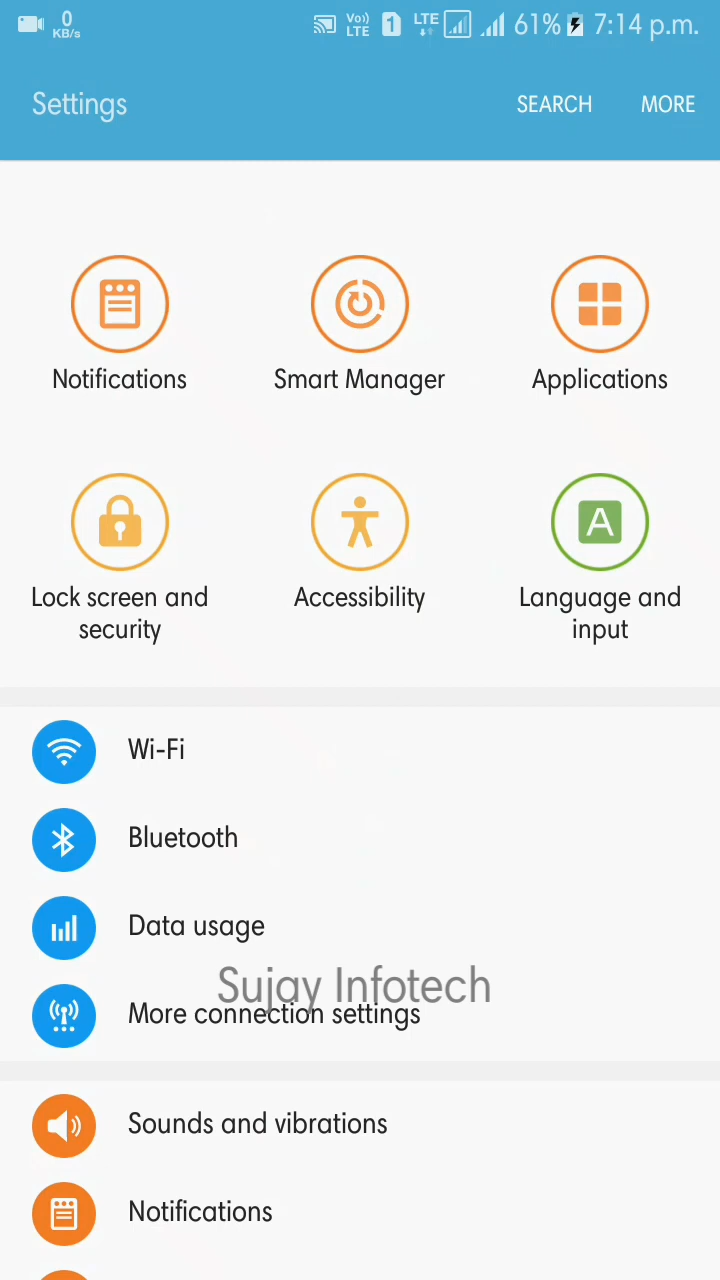 0
KB/s
Vo))
LTE
1
LTE
61%
7:14 p.m.
Settings
SEARCH
MORE
Notifications
Smart Manager
Applications
Lock screen and
security
Accessibility
A
Language and
input
Wi-Fi
Bluetooth
Data usage
Sujay Infotech
More connection settings
Sounds and vibrations
Notifications